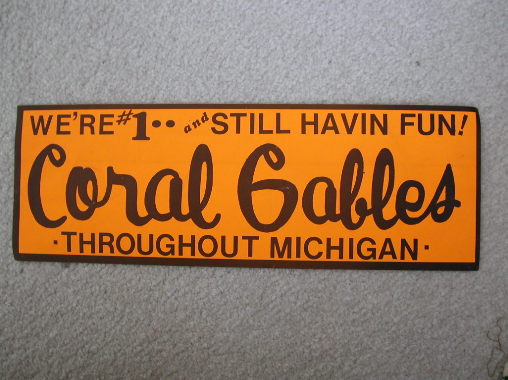 WE'RE #1•• and STILL HAVIN FUN!
Coral Gables
·THROUGHOUT MICHIGAN·